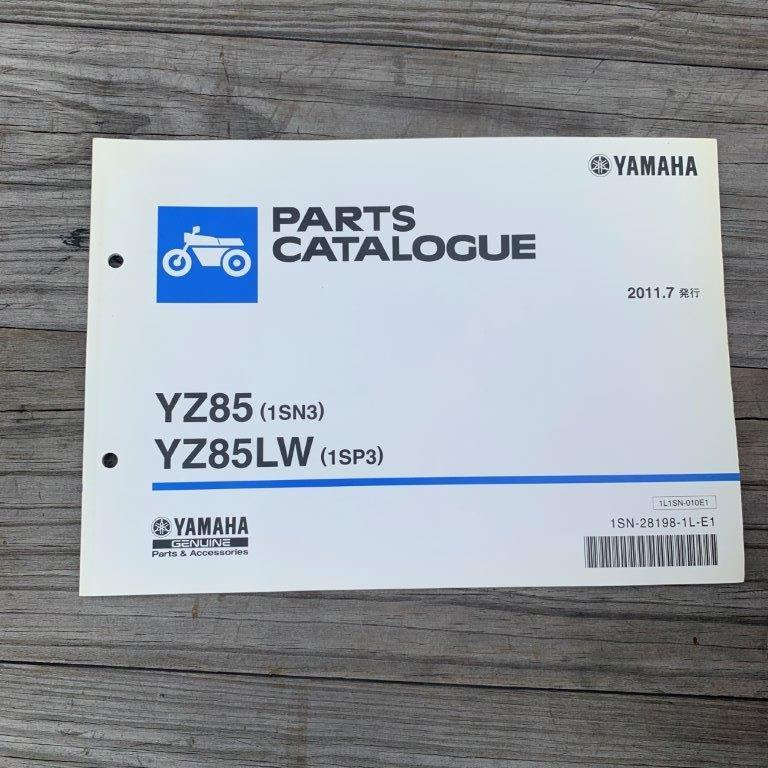 YAMAHA
PARTS
CATALOGUE
2011.7 発行
YZ85 (1SN3)
YZ85LW (1SP3)
1L1SN-010E1
1SN-28198-1L-E1
YAMAHA
GENUINE
Parts & Accessories